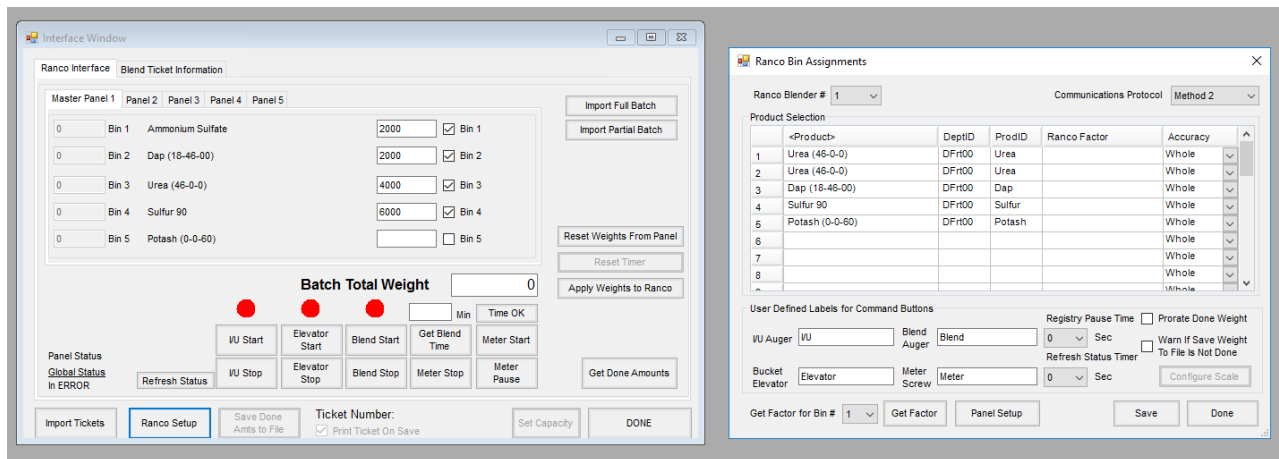 Interface Window
Ranco Interface Blend Ticket Information
Master Panel 1 Panel 2 Panel 3 Panel 4 Panel 5
0 Bin 1 Ammonium Sulfate 2000 Bin 1
0 Bin 2 Dap (18-46-00) 2000 Bin 2
0 Bin 3 Urea (46-0-0) 4000 Bin 3
0 Bin 4 Sulfur 90 6000 Bin 4
0 Bin 5 Potash (0-0-60) Bin 5
Import Full Batch
Import Partial Batch
Reset Weights From Panel
Reset Timer
Apply Weights to Ranco
Batch Total Weight 0
Min Time OK
I/U Start
Elevator
Start
Blend Start
Get Blend
Time
Meter Start
Panel Status
Global Status
In ERROR
Refresh Status
I/U Stop
Elevator
Stop
Blend Stop
Meter Stop
Meter
Pause
Get Done Amounts
Import Tickets
Ranco Setup
Save Done
Amts to File
Ticket Number:
Print Ticket On Save
Set Capacity
DONE
Ranco Bin Assignments
Ranco Blender # 1 Communications Protocol Method 2
Product Selection
<Product> DeptID ProdID Ranco Factor Accuracy
1 Urea (46-0-0) DFrt00 Urea Whole
2 Urea (46-0-0) DFrt00 Urea Whole
3 Dap (18-46-00) DFrt00 Dap Whole
4 Sulfur 90 DFrt00 Sulfur Whole
5 Potash (0-0-60) DFrt00 Potash Whole
6 Whole
7 Whole
8 Whole
Whole
User Defined Labels for Command Buttons
I/U Auger I/U
Blend
Auger
Blend
Bucket
Elevator
Elevator
Meter
Screw
Meter
Registry Pause Time
0 Sec
Refresh Status Timer
0 Sec
Prorate Done Weight
Warn If Save Weight
To File Is Not Done
Configure Scale
Get Factor for Bin # 1 Get Factor Panel Setup Save Done